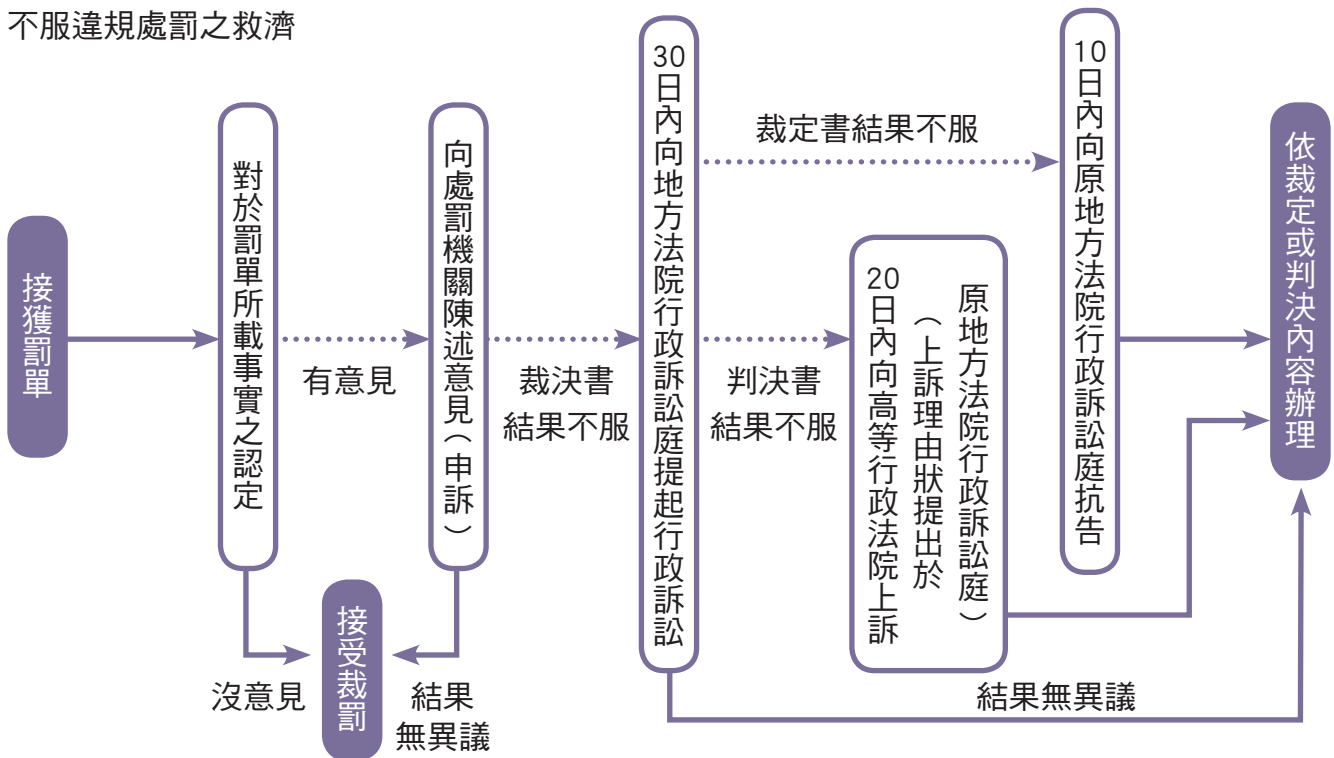 不服違規處罰之救濟
接獲罰單
對於罰單所載事實之認定
有意見
沒意見
向處罰機關陳述意見（申訴）
結果
無異議
接受裁罰
裁決書
結果不服
30日內向地方法院行政訴訟庭提起行政訴訟
裁定書結果不服
判決書
結果不服
原地方法院行政訴訟庭）
（上訴理由狀提出於
20日內向高等行政法院上訴
10日內向原地方法院行政訴訟庭抗告
結果無異議
依裁定或判決內容辦理